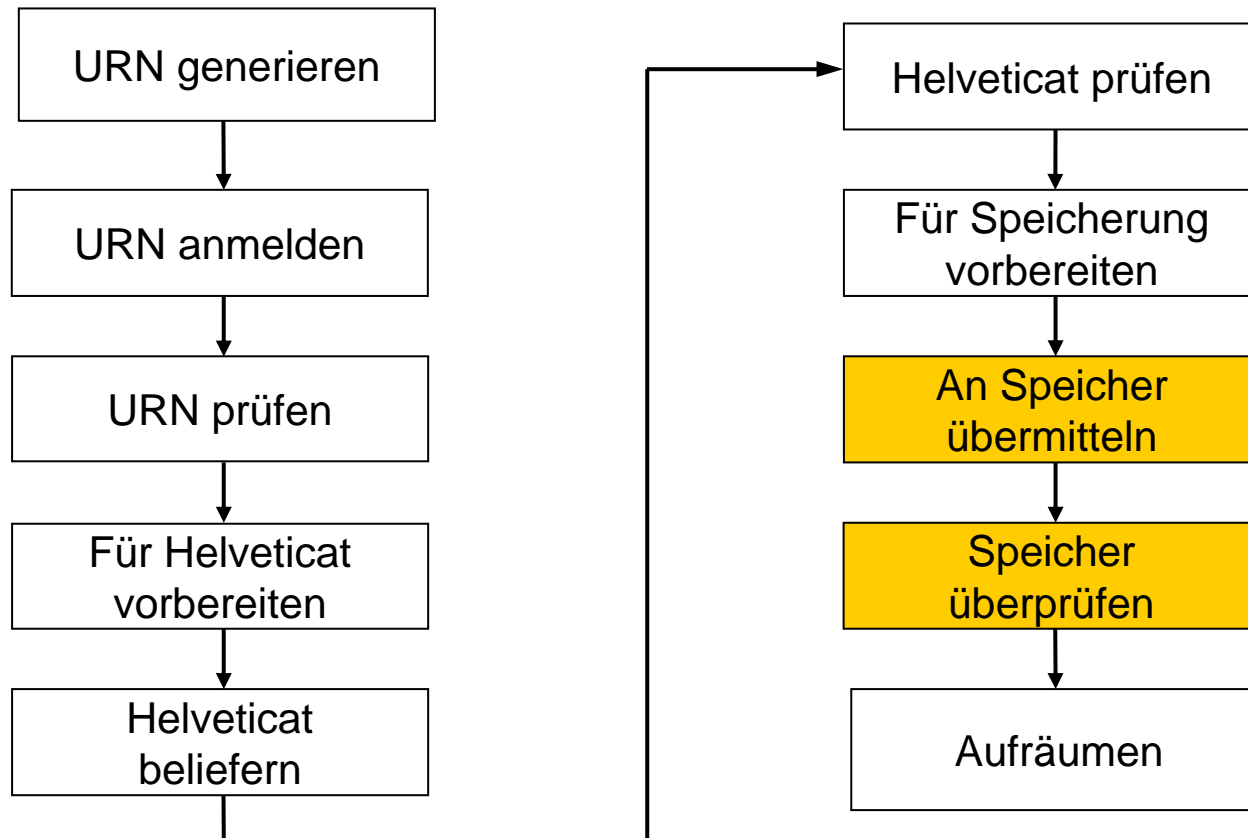 URN generieren
URN anmelden
URN prüfen
Für Helveticat
vorbereiten
Helveticat
beliefern
Helveticat prüfen
Für Speicherung
vorbereiten
An Speicher
übermitteln
Speicher
überprüfen
Aufräumen